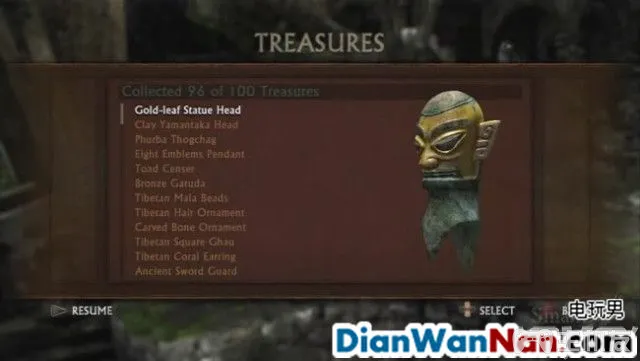 TREASURES
Collected 96 of 100 Treasures
Gold-leaf Statue Head
Clay Yamantaka Head
Phurba Thogchag
Eight Emblems Pendant
Toad Censer
Bronze Garuda
Tibetan Mala Beads
Tibetan Hair Ornament
Carved Bone Ornament
Tibetan Square Ghau
Tibetan Coral Earring
Ancient Sword Guard
RESUME
SELECT
电玩男
DianWanNan.com